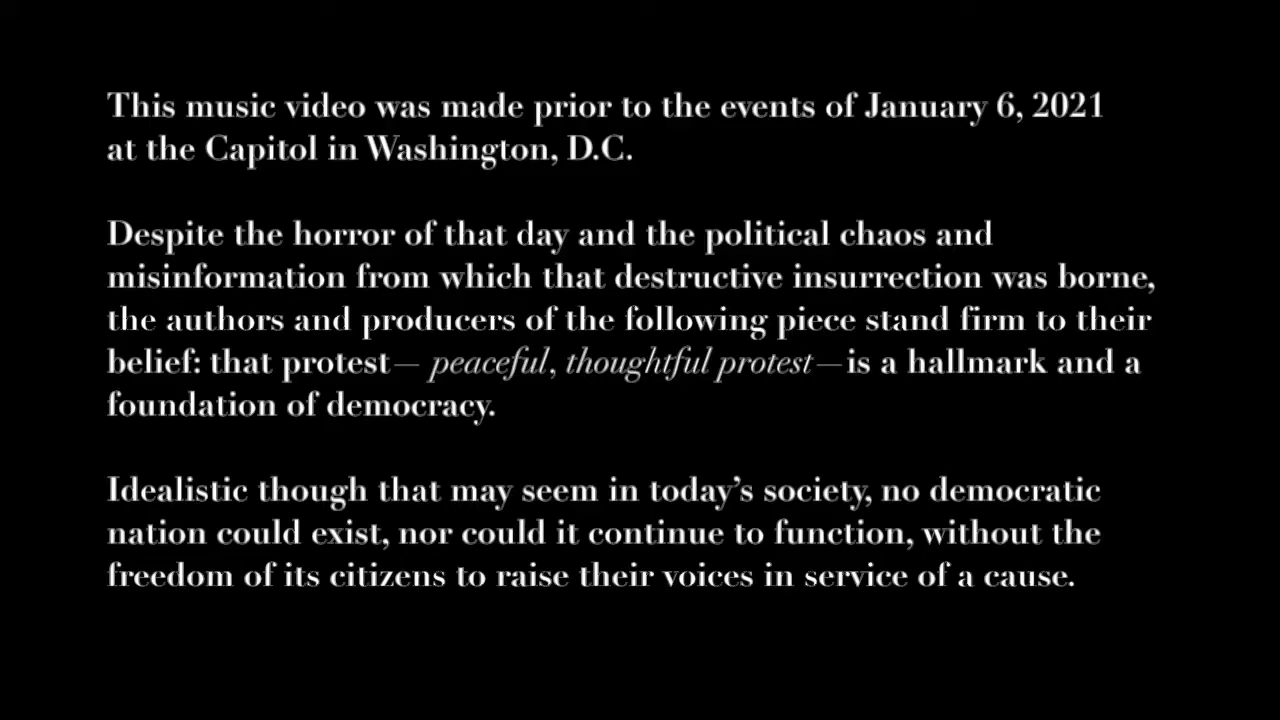 This music video was made prior to the events of January 6, 2021
at the Capitol in Washington, D.C.
Despite the horror of that day and the political chaos and
misinformation from which that destructive insurrection was borne,
the authors and producers of the following piece stand firm to their
belief: that protest— peaceful, thoughtful protest—is a hallmark and a
foundation of democracy.
Idealistic though that may seem in today’s society, no democratic
nation could exist, nor could it continue to function, without the
freedom of its citizens to raise their voices in service of a cause.